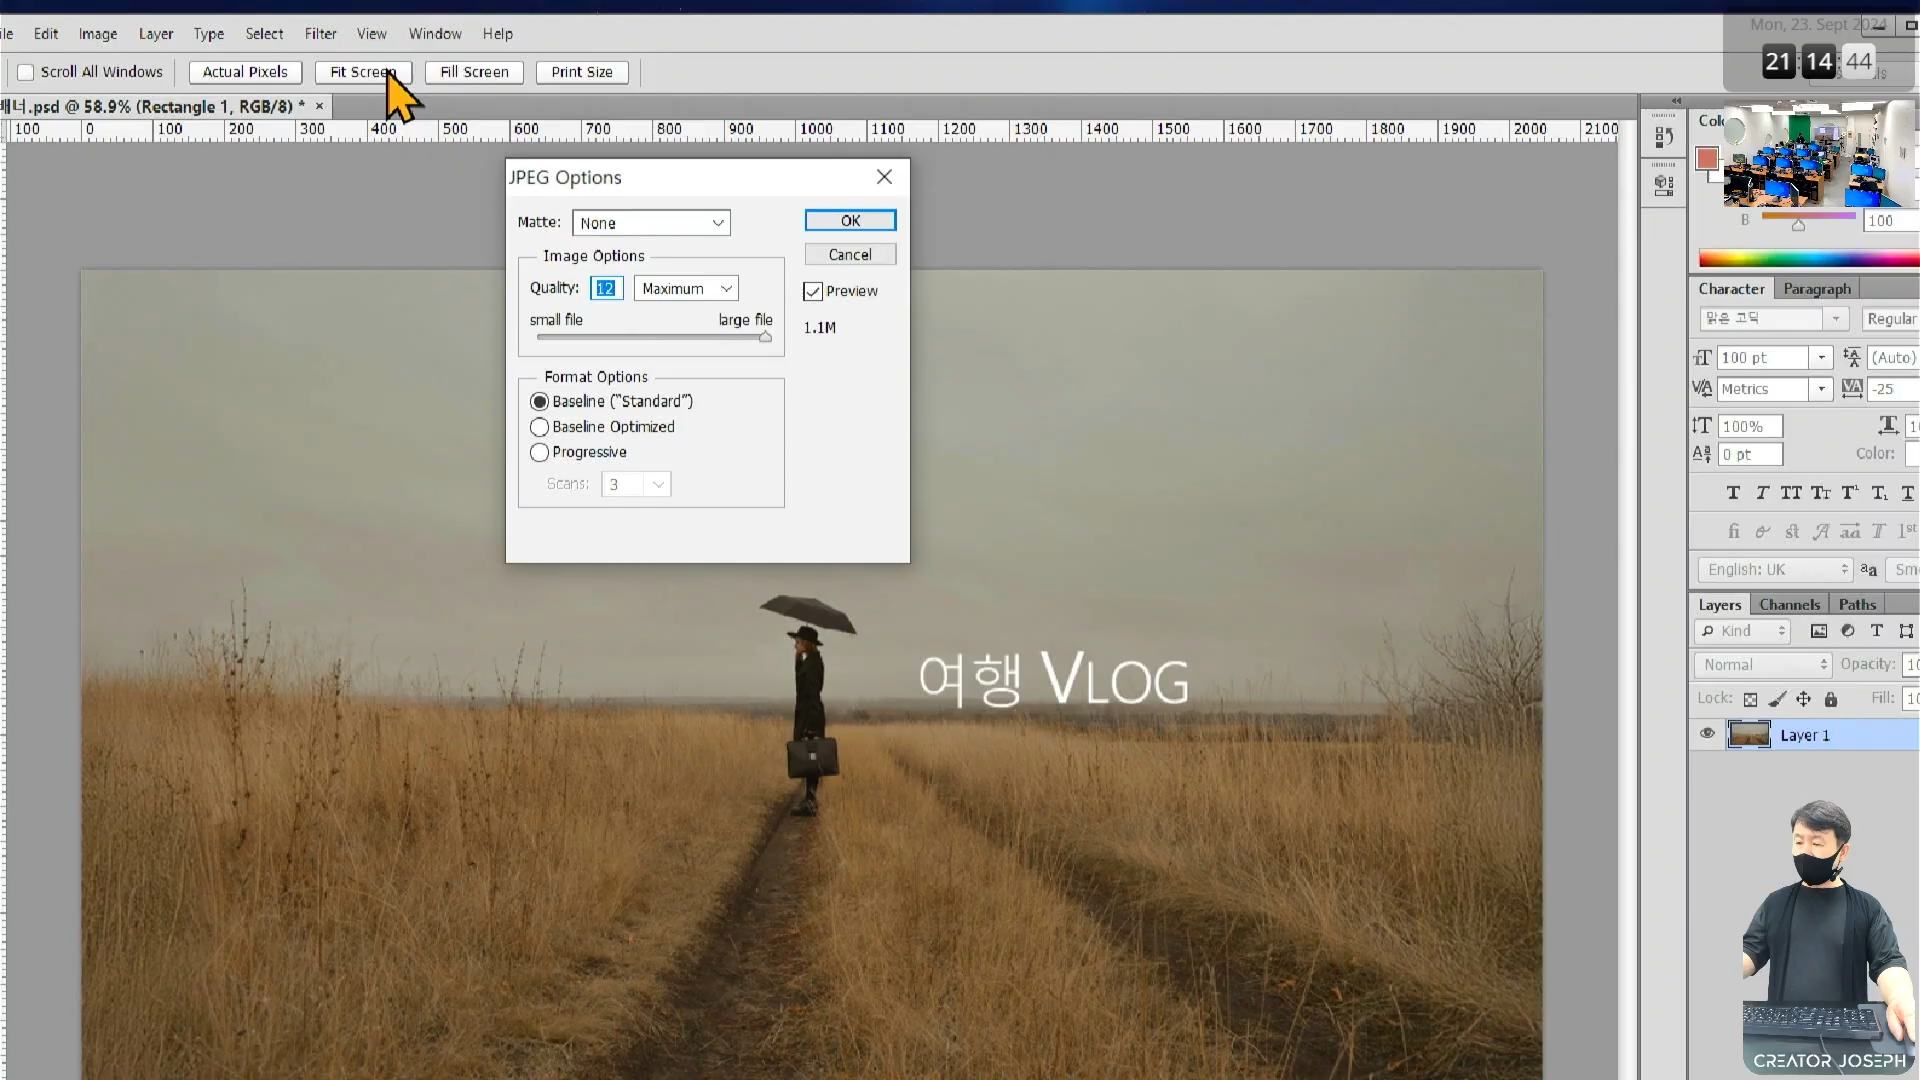 Mon, 23. Sept 2024
21 14 44
Edit Image Layer Type Select Filter View Window Help
Scroll All Windows Actual Pixels Fit Screen Fill Screen Print Size
.psd @ 58.9% (Rectangle 1, RGB/8) * ×
100 0 100 200 300 400 500 600 700 800 900 1000 1100 1200 1300 1400 1500 1600 1700 1800 1900 2000 2100
JPEG Options
Matte: None
OK
Cancel
Image Options
Quality: 12 Maximum
Preview
small file large file
1.1M
Format Options
Baseline ("Standard")
Baseline Optimized
Progressive
Scans: 3
여행 VLOG
B 100
Character Paragraph
맑은 고딕 Regular
100 pt (Auto)
Metrics -25
100%
0 pt Color:
English: UK
Layers Channels Paths
Kind
Normal Opacity:
Lock: Fill:
Layer 1
CREATOR JOSEPH